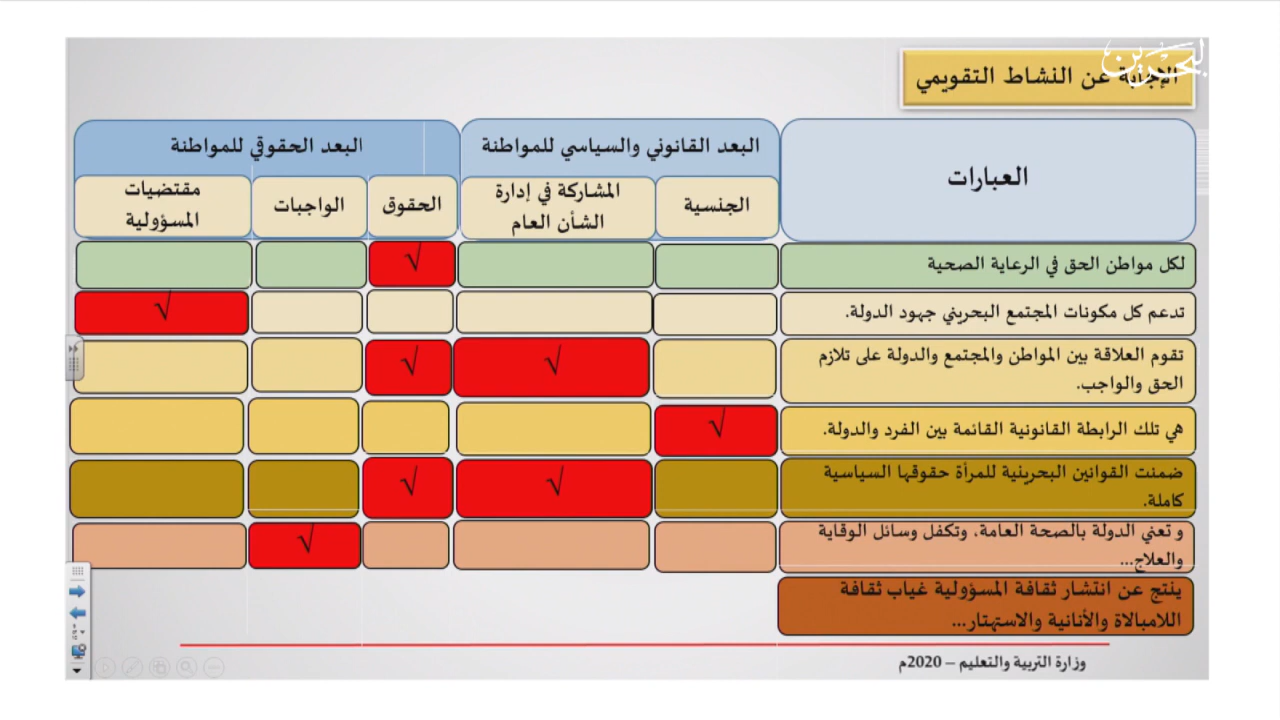 البحرين
الإجابة عن النشاط التقويمي
العبارات
البعد القانوني والسياسي للمواطنة
البعد الحقوقي للمواطنة
الجنسية
المشاركة في إدارة
الشأن العام
الحقوق
الواجبات
مقتضيات
المسؤولية
لكل مواطن الحق في الرعاية الصحية
√
تدعم كل مكونات المجتمع البحريني جهود الدولة.
√
تقوم العلاقة بين المواطن والمجتمع والدولة على تلازم
الحق والواجب.
√ √
هي تلك الرابطة القانونية القائمة بين الفرد والدولة.
√
ضمنت القوانين البحرينية للمرأة حقوقها السياسية
كاملة.
√ √
و تعني الدولة بالصحة العامة، وتكفل وسائل الوقاية
والعلاج...
√
ينتج عن انتشار ثقافة المسؤولية غياب ثقافة
اللامبالاة والأنانية والاستهتار...
وزارة التربية والتعليم – 2020م